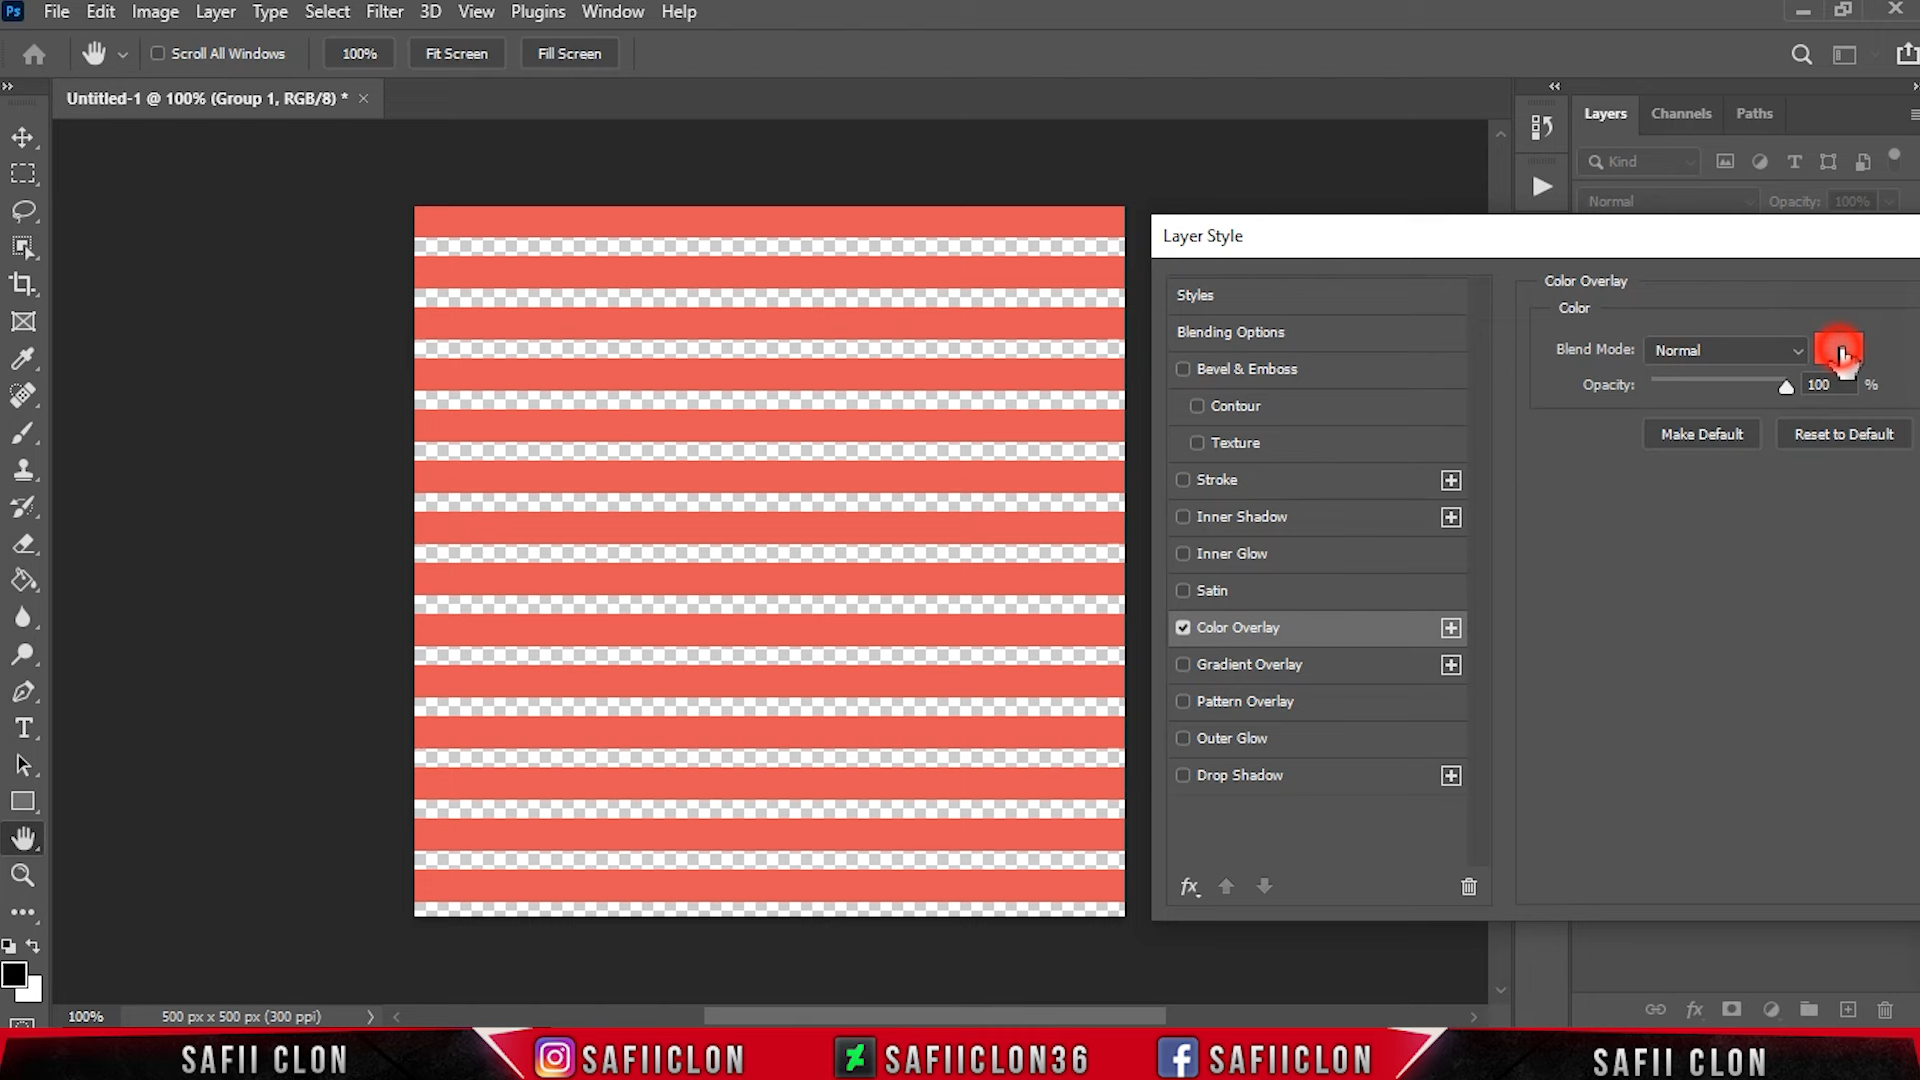 Ps File Edit Image Layer Type Select Filter 3D View Plugins Window Help
Scroll All Windows 100% Fit Screen Fill Screen
Untitled-1 @ 100% (Group 1, RGB/8) * ×
Layers Channels Paths
Kind
Normal Opacity: 100%
Layer Style
Styles
Blending Options
Bevel & Emboss
Contour
Texture
Stroke
Inner Shadow
Inner Glow
Satin
Color Overlay
Gradient Overlay
Pattern Overlay
Outer Glow
Drop Shadow
fx
Color Overlay
Color
Blend Mode: Normal
Opacity: 100 %
Make Default Reset to Default
100% 500 px x 500 px (300 ppi)
fx
SAFII CLON SAFIICLON SAFIICLON36 SAFIICLON SAFII CLON